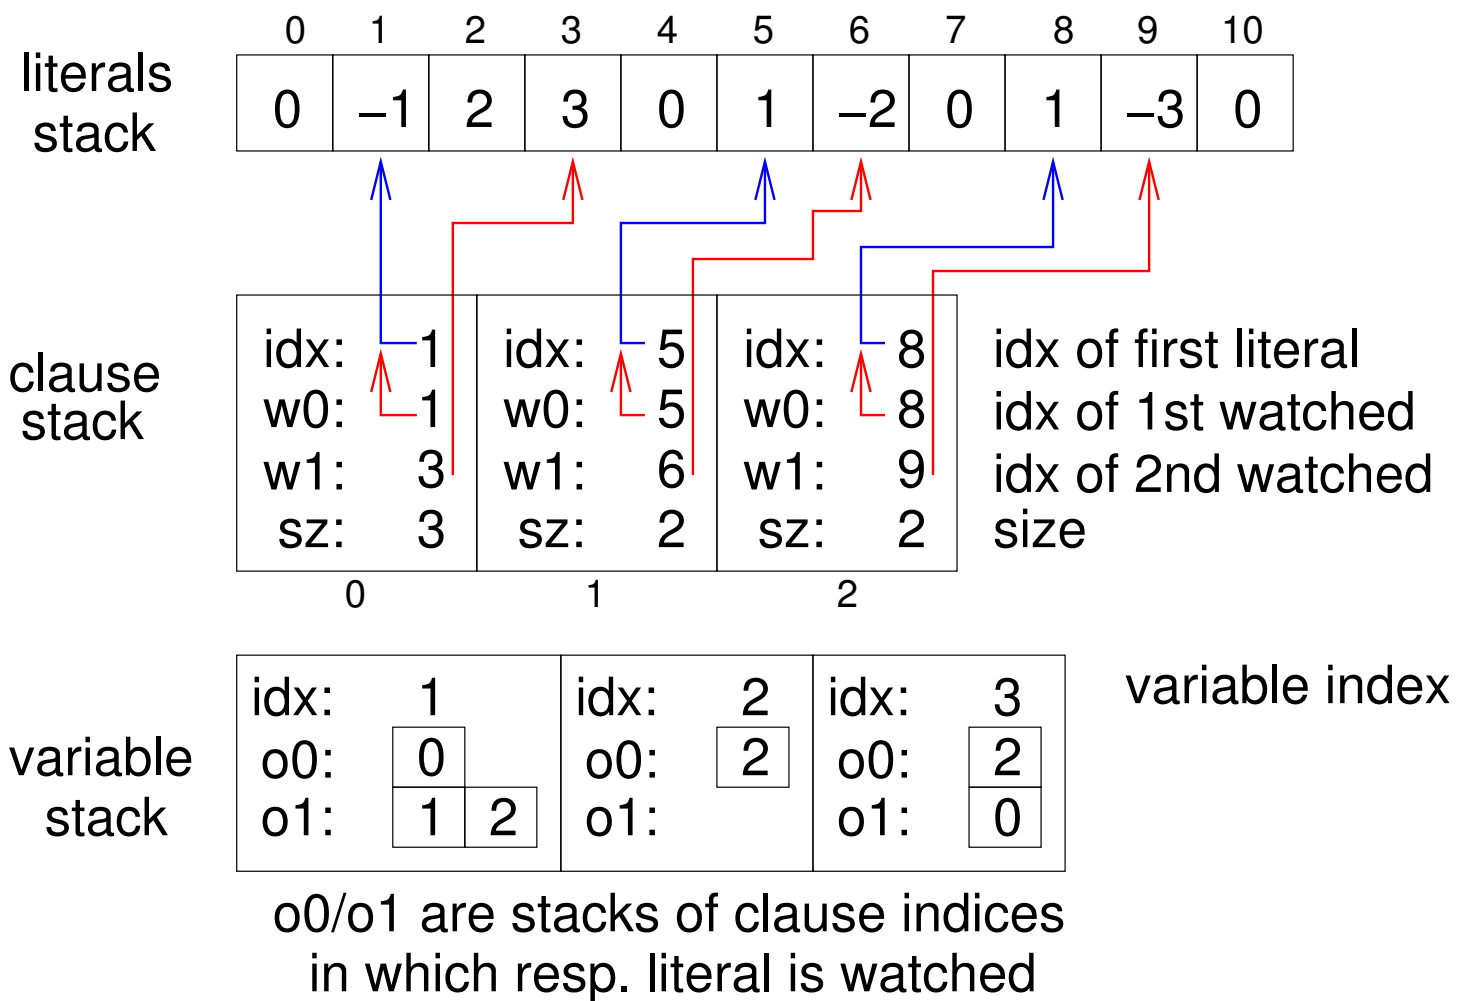 0 1 2 3 4 5 6 7 8 9 10
literals stack
0 –1 2 3 0 1 –2 0 1 –3 0
clause stack
idx: 1 idx: 5 idx: 8 idx of first literal
w0: 1 w0: 5 w0: 8 idx of 1st watched
w1: 3 w1: 6 w1: 9 idx of 2nd watched
sz: 3 sz: 2 sz: 2 size
0 1 2
variable stack
idx: 1 idx: 2 idx: 3 variable index
o0: 0 o0: 2 o0: 2
o1: 1 2 o1: o1: 0
o0/o1 are stacks of clause indices
in which resp. literal is watched